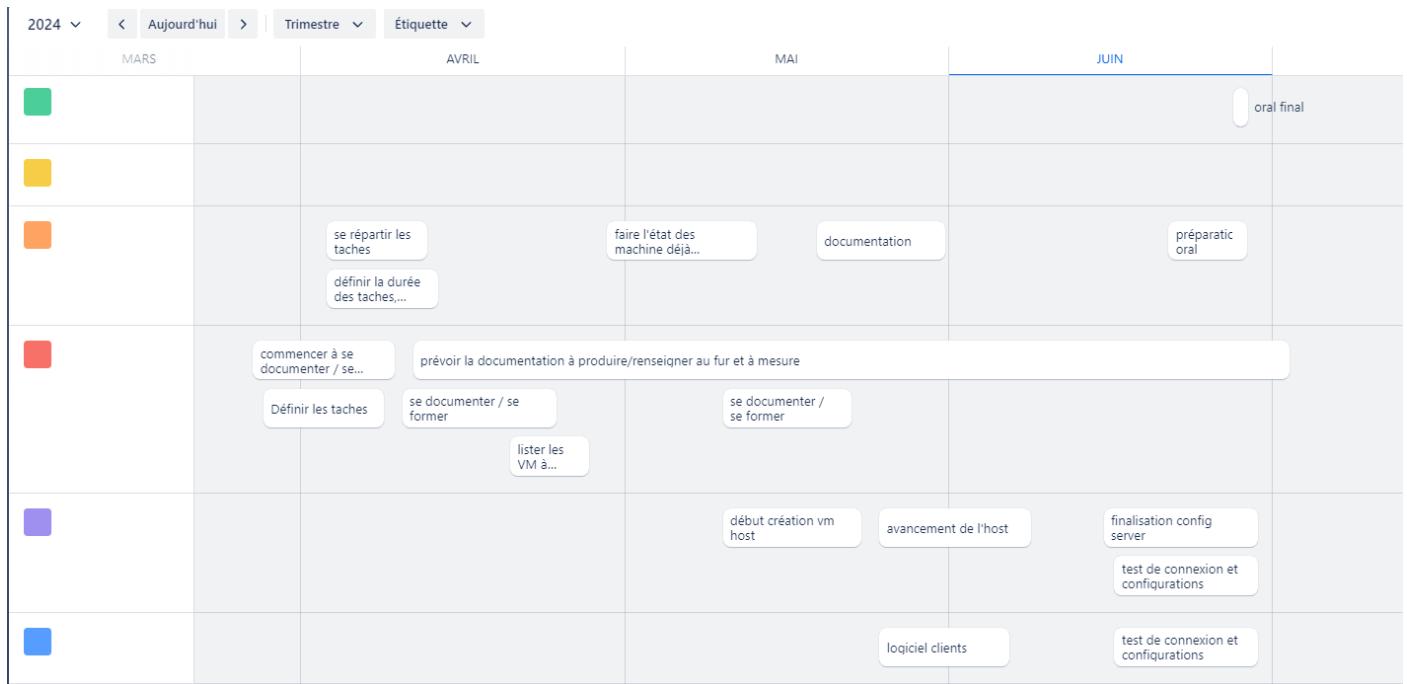 2024
Aujourd'hui
Trimestre
Étiquette
MARS
AVRIL
MAI
JUIN
oral final
se répartir les
taches
faire l'état des
machine déjà...
documentation
préparatic
oral
définir la durée
des taches,...
commencer à se
documenter / se...
prévoir la documentation à produire/renseigner au fur et à mesure
Définir les taches
se documenter / se
former
se documenter /
se former
lister les
VM à...
début création vm
host
avancement de l'host
finalisation config
server
test de connexion et
configurations
logiciel clients
test de connexion et
configurations